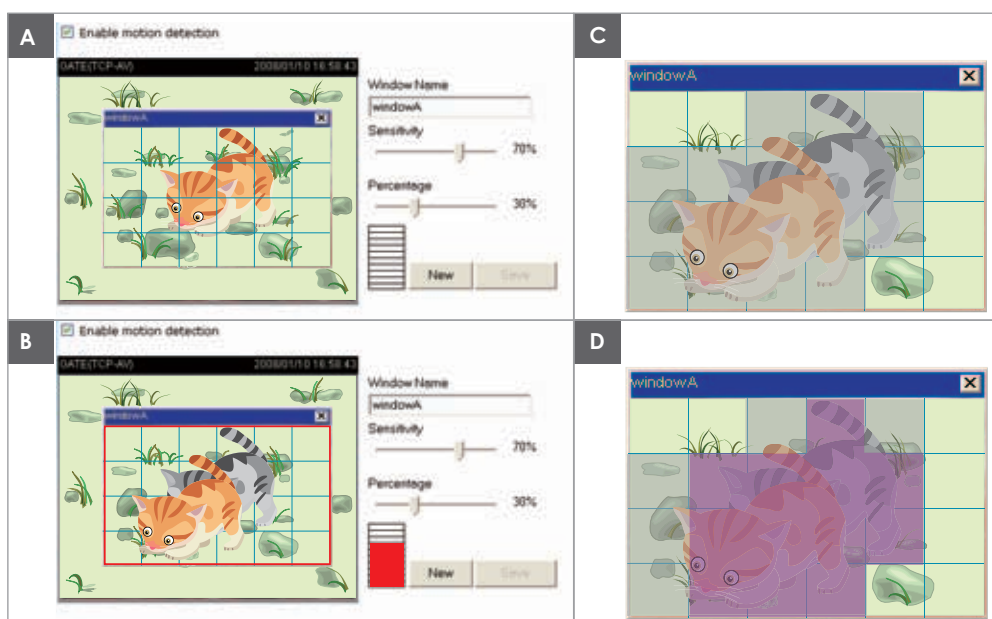 A
Enable motion detection
GATE(TCP-AV) 2008/01/10 16:58:43
windowA
Window Name
windowA
Sensitivity
70%
Percentage
30%
New Save
B
Enable motion detection
GATE(TCP-AV) 2008/01/10 16:58:43
windowA
Window Name
windowA
Sensitivity
70%
Percentage
30%
New Save
C
windowA
D
windowA